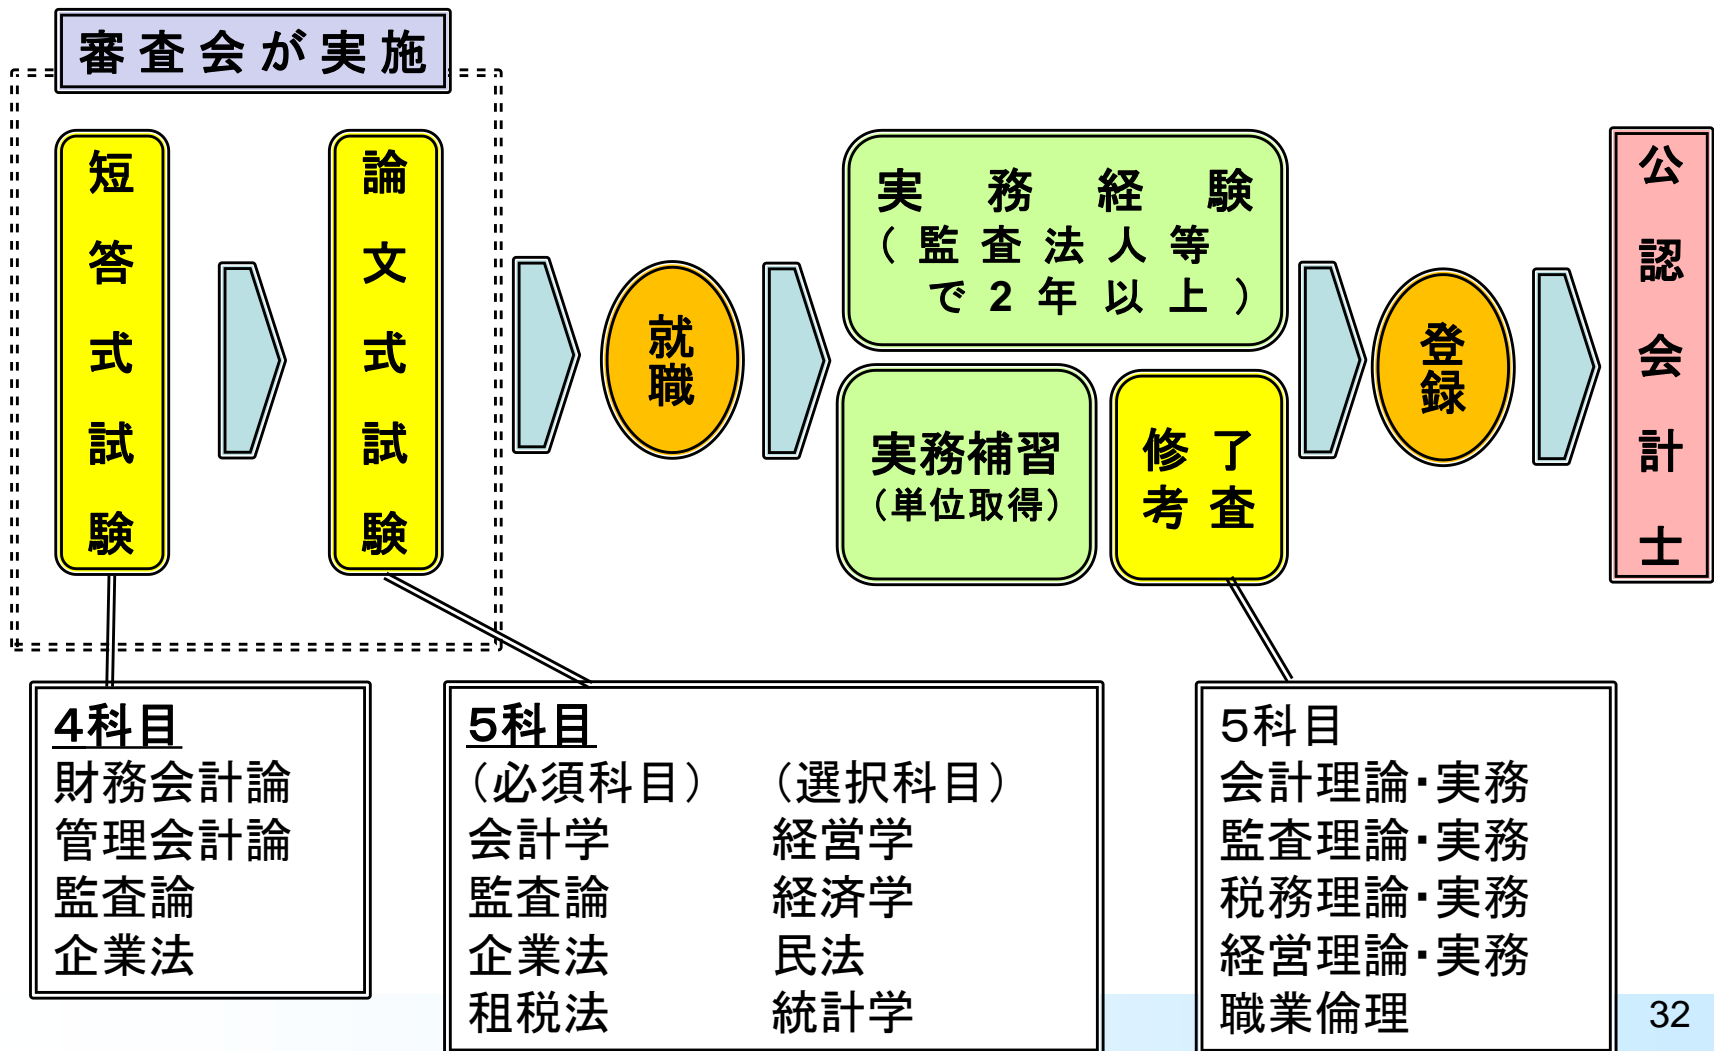 審査会が実施
短答式試験
論文式試験
就職
実務経験
（監査法人等
で2年以上）
実務補習
（単位取得）
修了
考査
登録
公認会計士
４科目
財務会計論
管理会計論
監査論
企業法
５科目
（必須科目） （選択科目）
会計学 経営学
監査論 経済学
企業法 民法
租税法 統計学
５科目
会計理論・実務
監査理論・実務
税務理論・実務
経営理論・実務
職業倫理
32